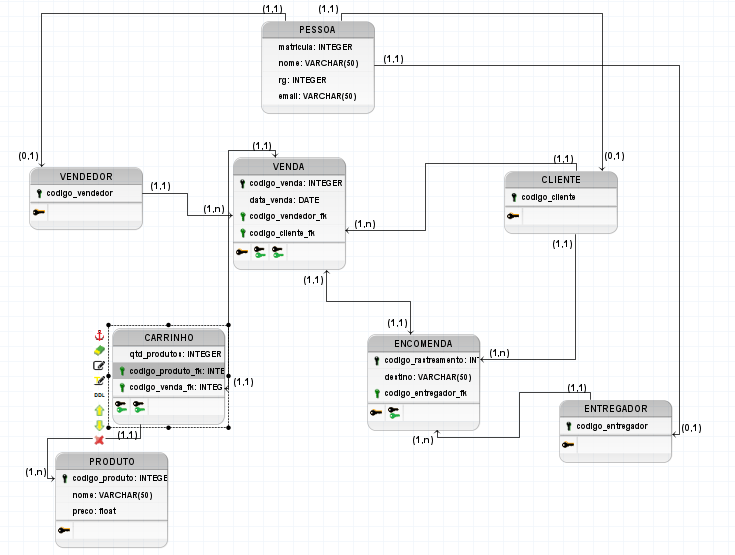 (1,1)
(1,1)
PESSOA
matricula: INTEGER
nome: VARCHAR(50)
rg: INTEGER
email: VARCHAR(50)
(1,1)
(0,1)
(1,1)
(1,1)
(0,1)
VENDEDOR
codigo_vendedor
(1,1)
(1,n)
VENDA
codigo_venda: INTEGER
data_venda: DATE
codigo_vendedor_fk
codigo_cliente_fk
(1,n)
CLIENTE
codigo_cliente
(1,1)
(1,1)
(1,1)
CARRINHO
qtd_produtos: INTEGER
codigo_produto_fk: INTE
codigo_venda_fk: INTEG
DDL
(1,1)
(1,1)
ENCOMENDA
codigo_rastreamento: IN
destino: VARCHAR(50)
codigo_entregador_fk
(1,n)
(1,n)
(1,1)
ENTREGADOR
codigo_entregador
(0,1)
(1,n)
PRODUTO
codigo_produto: INTEGE
nome: VARCHAR(50)
preco: float